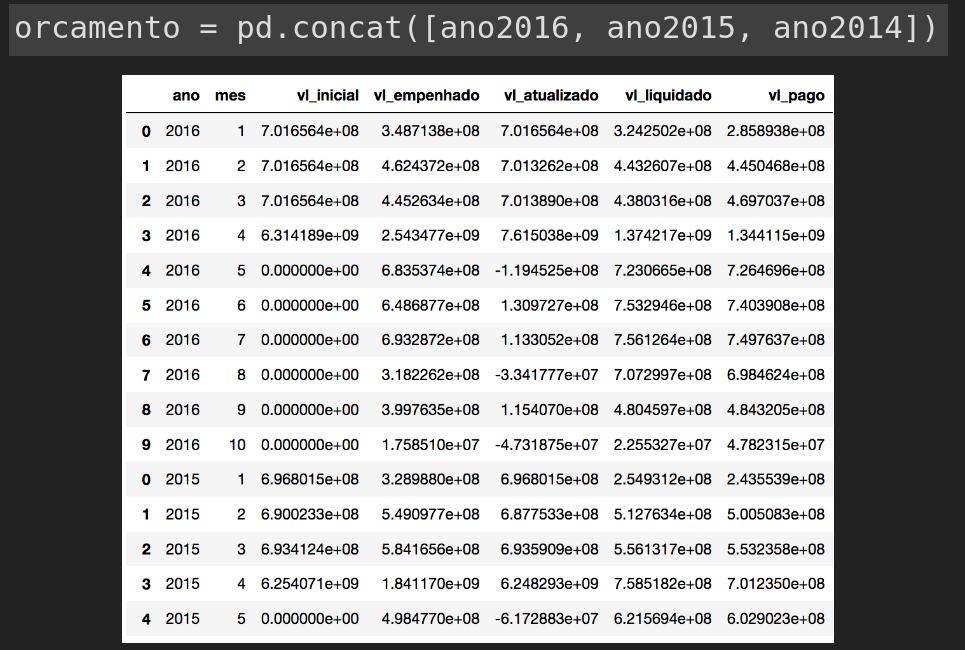 orcamento = pd.concat([ano2016, ano2015, ano2014])
ano mes vl_inicial vl_empenhado vl_atualizado vl_liquidado vl_pago
0 2016 1 7.016564e+08 3.487138e+08 7.016564e+08 3.242502e+08 2.858938e+08
1 2016 2 7.016564e+08 4.624372e+08 7.013262e+08 4.432607e+08 4.450468e+08
2 2016 3 7.016564e+08 4.452634e+08 7.013890e+08 4.380316e+08 4.697037e+08
3 2016 4 6.314189e+09 2.543477e+09 7.615038e+09 1.374217e+09 1.344115e+09
4 2016 5 0.000000e+00 6.835374e+08 -1.194525e+08 7.230665e+08 7.264696e+08
5 2016 6 0.000000e+00 6.486877e+08 1.309727e+08 7.532946e+08 7.403908e+08
6 2016 7 0.000000e+00 6.932872e+08 1.133052e+08 7.561264e+08 7.497637e+08
7 2016 8 0.000000e+00 3.182262e+08 -3.341777e+07 7.072997e+08 6.984624e+08
8 2016 9 0.000000e+00 3.997635e+08 1.154070e+08 4.804597e+08 4.843205e+08
9 2016 10 0.000000e+00 1.758510e+07 -4.731875e+07 2.255327e+07 4.782315e+07
0 2015 1 6.968015e+08 3.289880e+08 6.968015e+08 2.549312e+08 2.435539e+08
1 2015 2 6.900233e+08 5.490977e+08 6.877533e+08 5.127634e+08 5.005083e+08
2 2015 3 6.934124e+08 5.841656e+08 6.935909e+08 5.561317e+08 5.532358e+08
3 2015 4 6.254071e+09 1.841170e+09 6.248293e+09 7.585182e+08 7.012350e+08
4 2015 5 0.000000e+00 4.984770e+08 -6.172883e+07 6.215694e+08 6.029023e+08